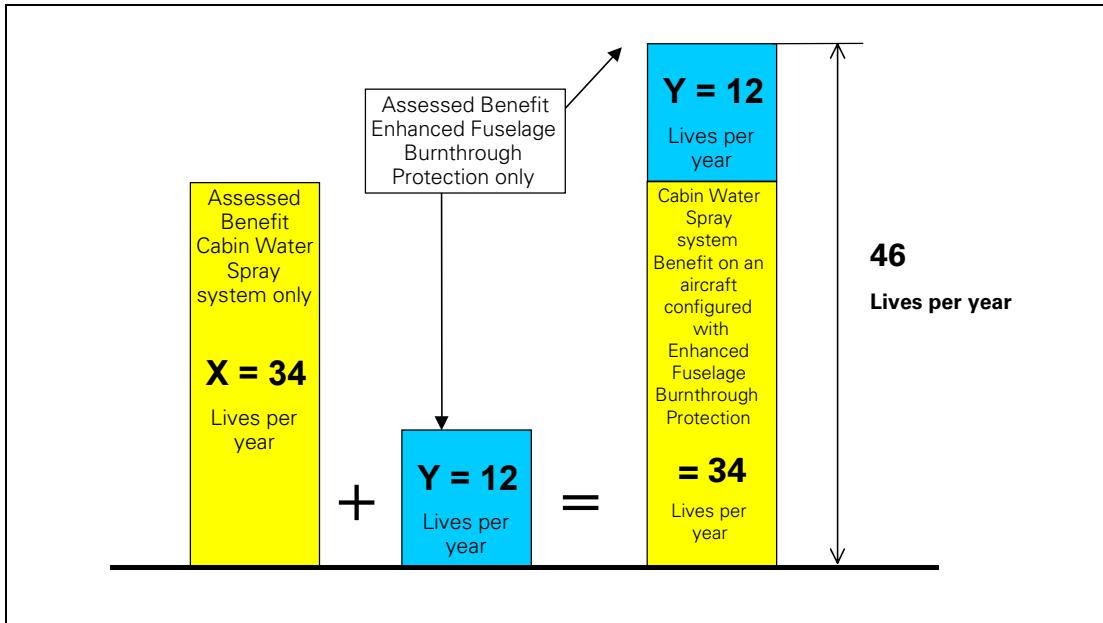 Assessed
Benefit
Cabin Water
Spray
system only
X = 34
Lives per
year
+
Assessed Benefit
Enhanced Fuselage
Burnthrough
Protection only
Y = 12
Lives per
year
=
Y = 12
Lives per
year
Cabin Water
Spray
system
Benefit on an
aircraft
configured
with
Enhanced
Fuselage
Burnthrough
Protection
= 34
Lives per
year
46
Lives per year